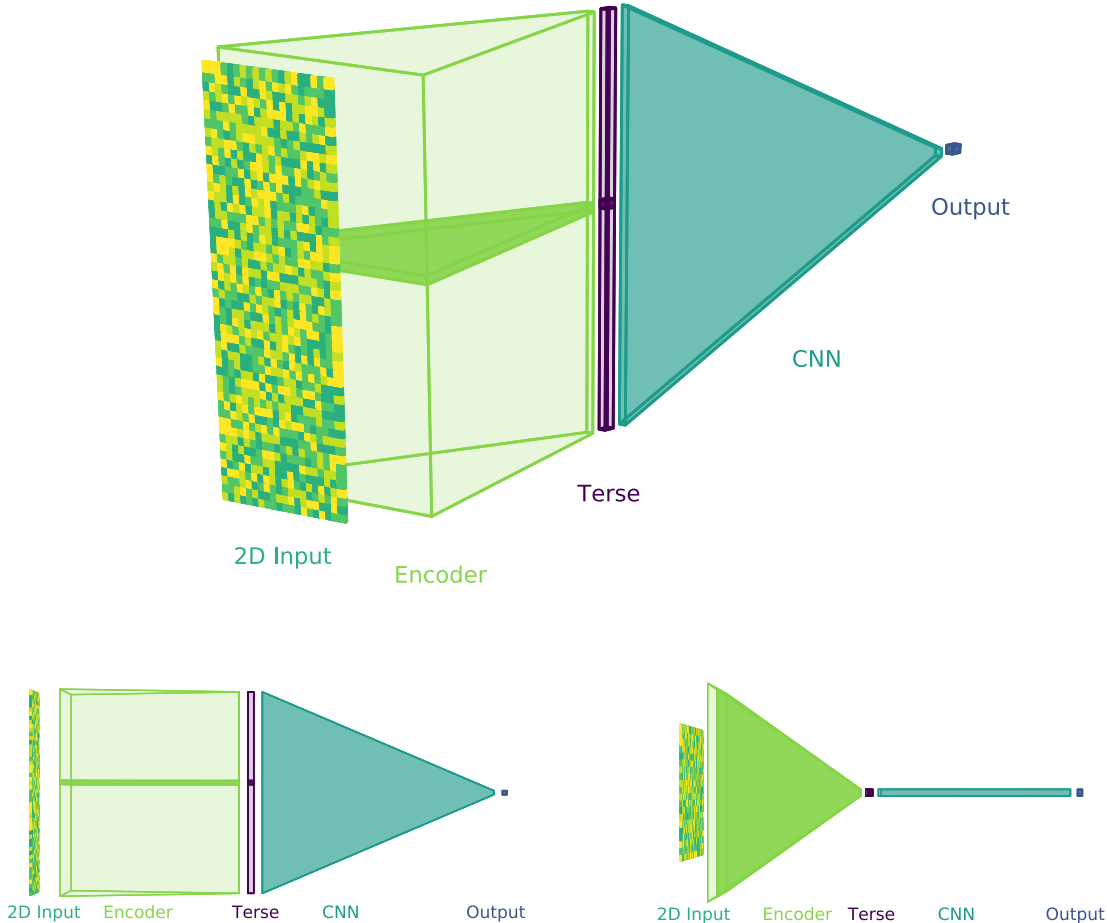 Output
CNN
Terse
2D Input
Encoder
2D Input Encoder Terse CNN Output
2D Input Encoder Terse CNN Output